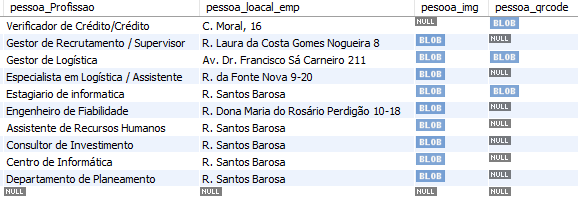 pessoa_Profissao pessoa_loacal_emp pesooa_img pessoa_qrcode
Verificador de Crédito/Crédito C. Moral, 16 NULL BLOB
Gestor de Recrutamento / Supervisor R. Laura da Costa Gomes Nogueira 8 BLOB NULL
Gestor de Logística Av. Dr. Francisco Sá Carneiro 211 BLOB BLOB
Especialista em Logística / Assistente R. da Fonte Nova 9-20 BLOB NULL
Estagiario de informatica R. Santos Barosa BLOB BLOB
Engenheiro de Fiabilidade R. Dona Maria do Rosário Perdigão 10-18 BLOB NULL
Assistente de Recursos Humanos R. Santos Barosa BLOB NULL
Consultor de Investimento R. Santos Barosa BLOB NULL
Centro de Informática R. Santos Barosa BLOB NULL
Departamento de Planeamento R. Santos Barosa BLOB NULL
NULL NULL NULL NULL